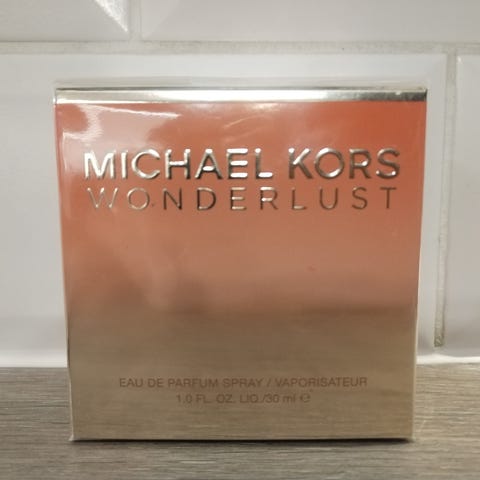 MICHAEL KORS
WONDERLUST
EAU DE PARFUM SPRAY / VAPORISATEUR
1.0 FL. OZ. LIQ./30 ml ℮